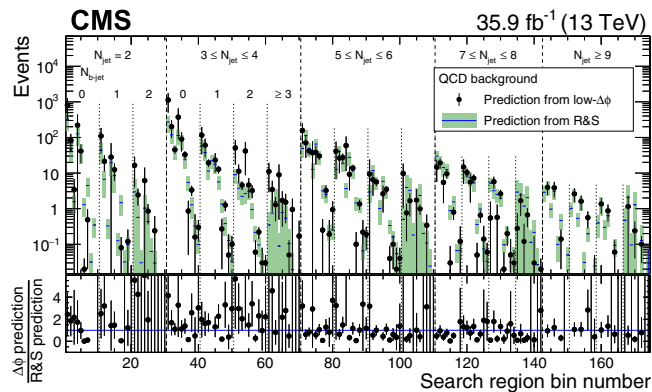 CMS 35.9 fb⁻¹ (13 TeV)
Events
10⁴
10³
10²
10
1
10⁻¹
N_jet = 2 3 ≤ N_jet ≤ 4 5 ≤ N_jet ≤ 6 7 ≤ N_jet ≤ 8 N_jet ≥ 9
N_b-jet
0 1 2 0 1 2 ≥ 3
QCD background
Prediction from low-Δϕ
Prediction from R&S
Δϕ prediction
R&S prediction
4
2
0
20 40 60 80 100 120 140 160
Search region bin number